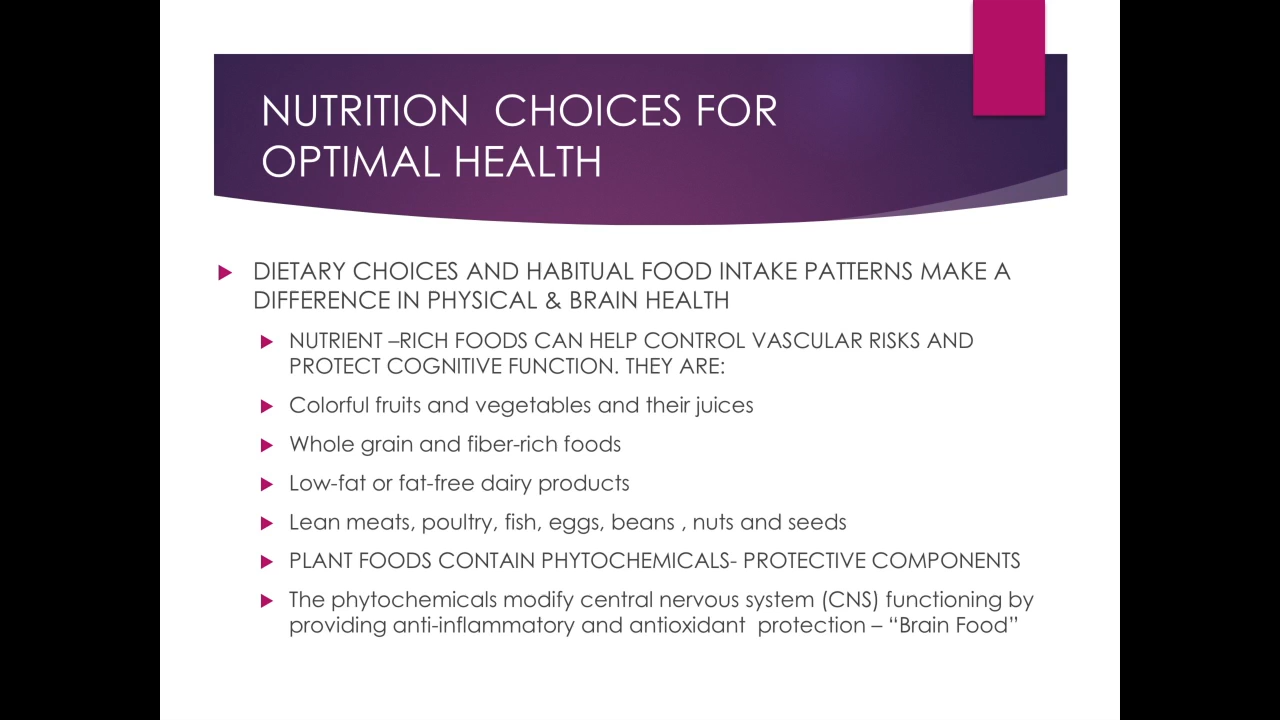 NUTRITION  CHOICES FOR
OPTIMAL HEALTH
DIETARY CHOICES AND HABITUAL FOOD INTAKE PATTERNS MAKE A
DIFFERENCE IN PHYSICAL & BRAIN HEALTH
NUTRIENT –RICH FOODS CAN HELP CONTROL VASCULAR RISKS AND
PROTECT COGNITIVE FUNCTION. THEY ARE:
Colorful fruits and vegetables and their juices
Whole grain and fiber-rich foods
Low-fat or fat-free dairy products
Lean meats, poultry, fish, eggs, beans , nuts and seeds
PLANT FOODS CONTAIN PHYTOCHEMICALS- PROTECTIVE COMPONENTS
The phytochemicals modify central nervous system (CNS) functioning by
providing anti-inflammatory and antioxidant  protection – “Brain Food”